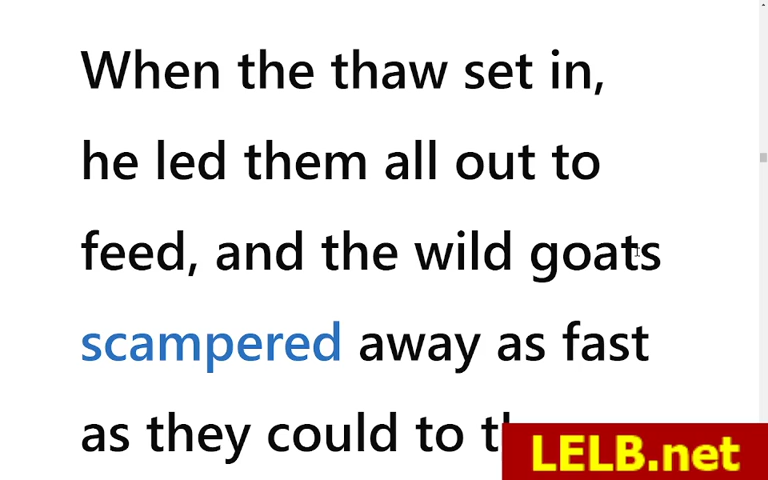 When the thaw set in,
he led them all out to
feed, and the wild goats
scampered away as fast
as they could to
LELB.net